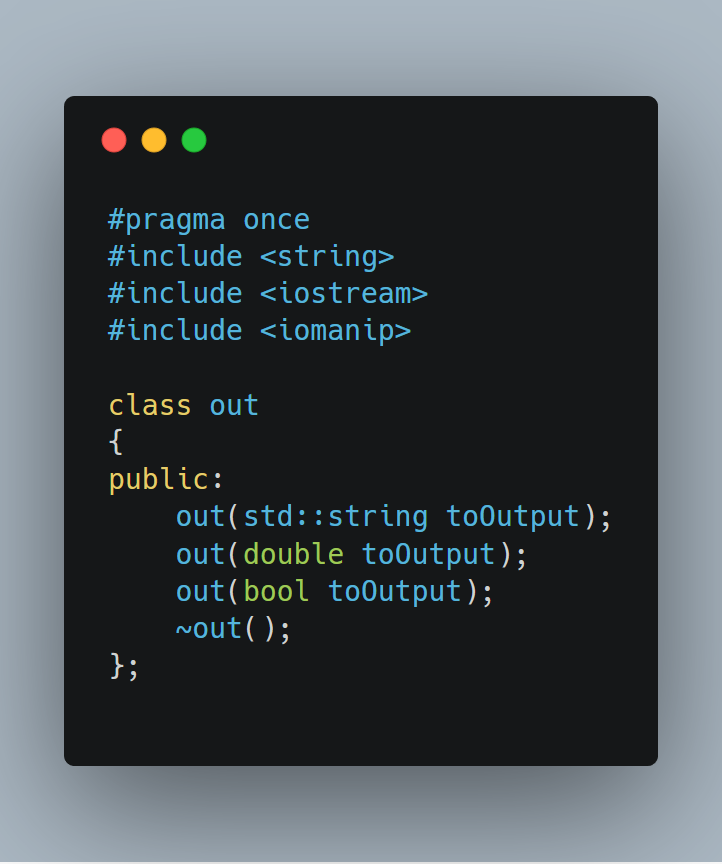 #pragma once
#include <string>
#include <iostream>
#include <iomanip>

class out
{
public:
    out(std::string toOutput);
    out(double toOutput);
    out(bool toOutput);
    ~out();
};